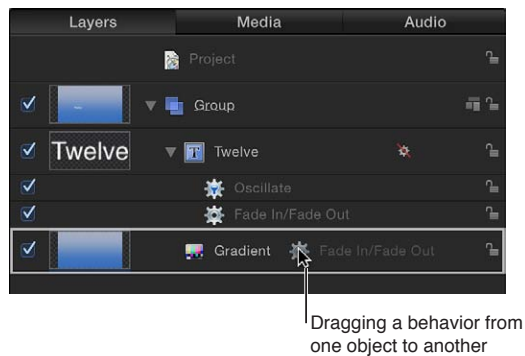 Layers Media Audio
Project
Group
Twelve T Twelve
Oscillate
Fade In/Fade Out
Gradient Fade In/Fade Out
Dragging a behavior from
one object to another